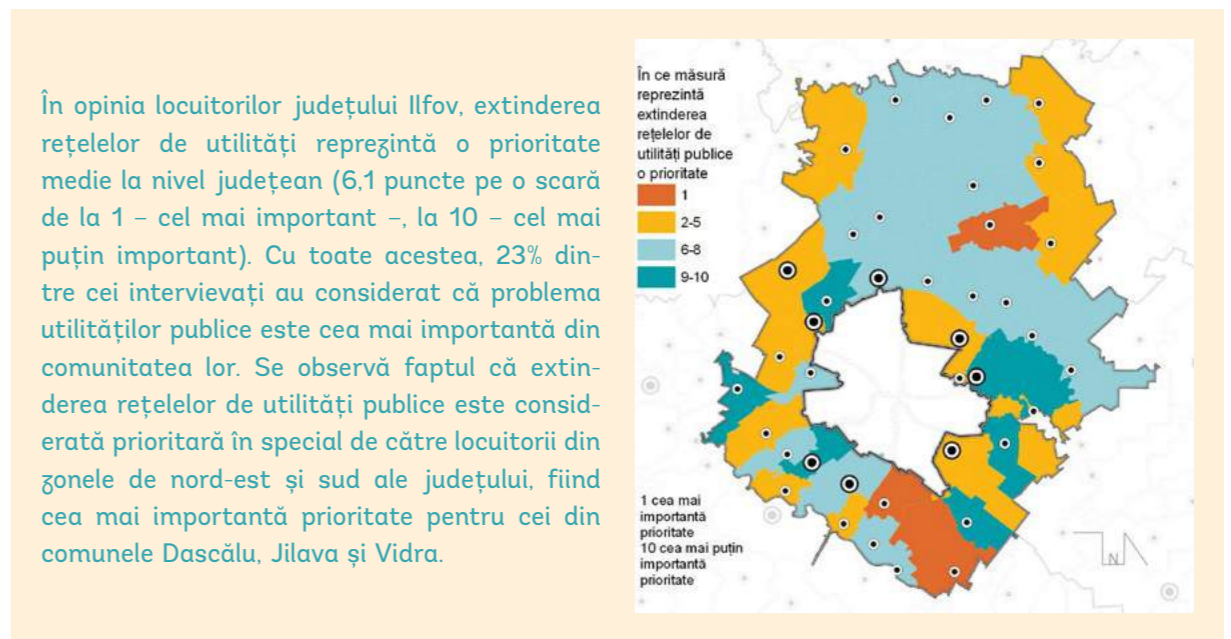 În opinia locuitorilor județului Ilfov, extinderea
rețelelor de utilități reprezintă o prioritate
medie la nivel județean (6,1 puncte pe o scară
de la 1 – cel mai important –, la 10 – cel mai
puțin important). Cu toate acestea, 23% din-
tre cei intervievați au considerat că problema
utilităților publice este cea mai importantă din
comunitatea lor. Se observă faptul că extin-
derea rețelelor de utilități publice este consid-
erată prioritară în special de către locuitorii din
zonele de nord-est și sud ale județului, fiind
cea mai importantă prioritate pentru cei din
comunele Dascălu, Jilava și Vidra.
În ce măsură
reprezintă
extinderea
rețelelor de
utilități publice
o prioritate
1
2-5
6-8
9-10
1 cea mai
importantă
prioritate
10 cea mai puțin
importantă
prioritate
N